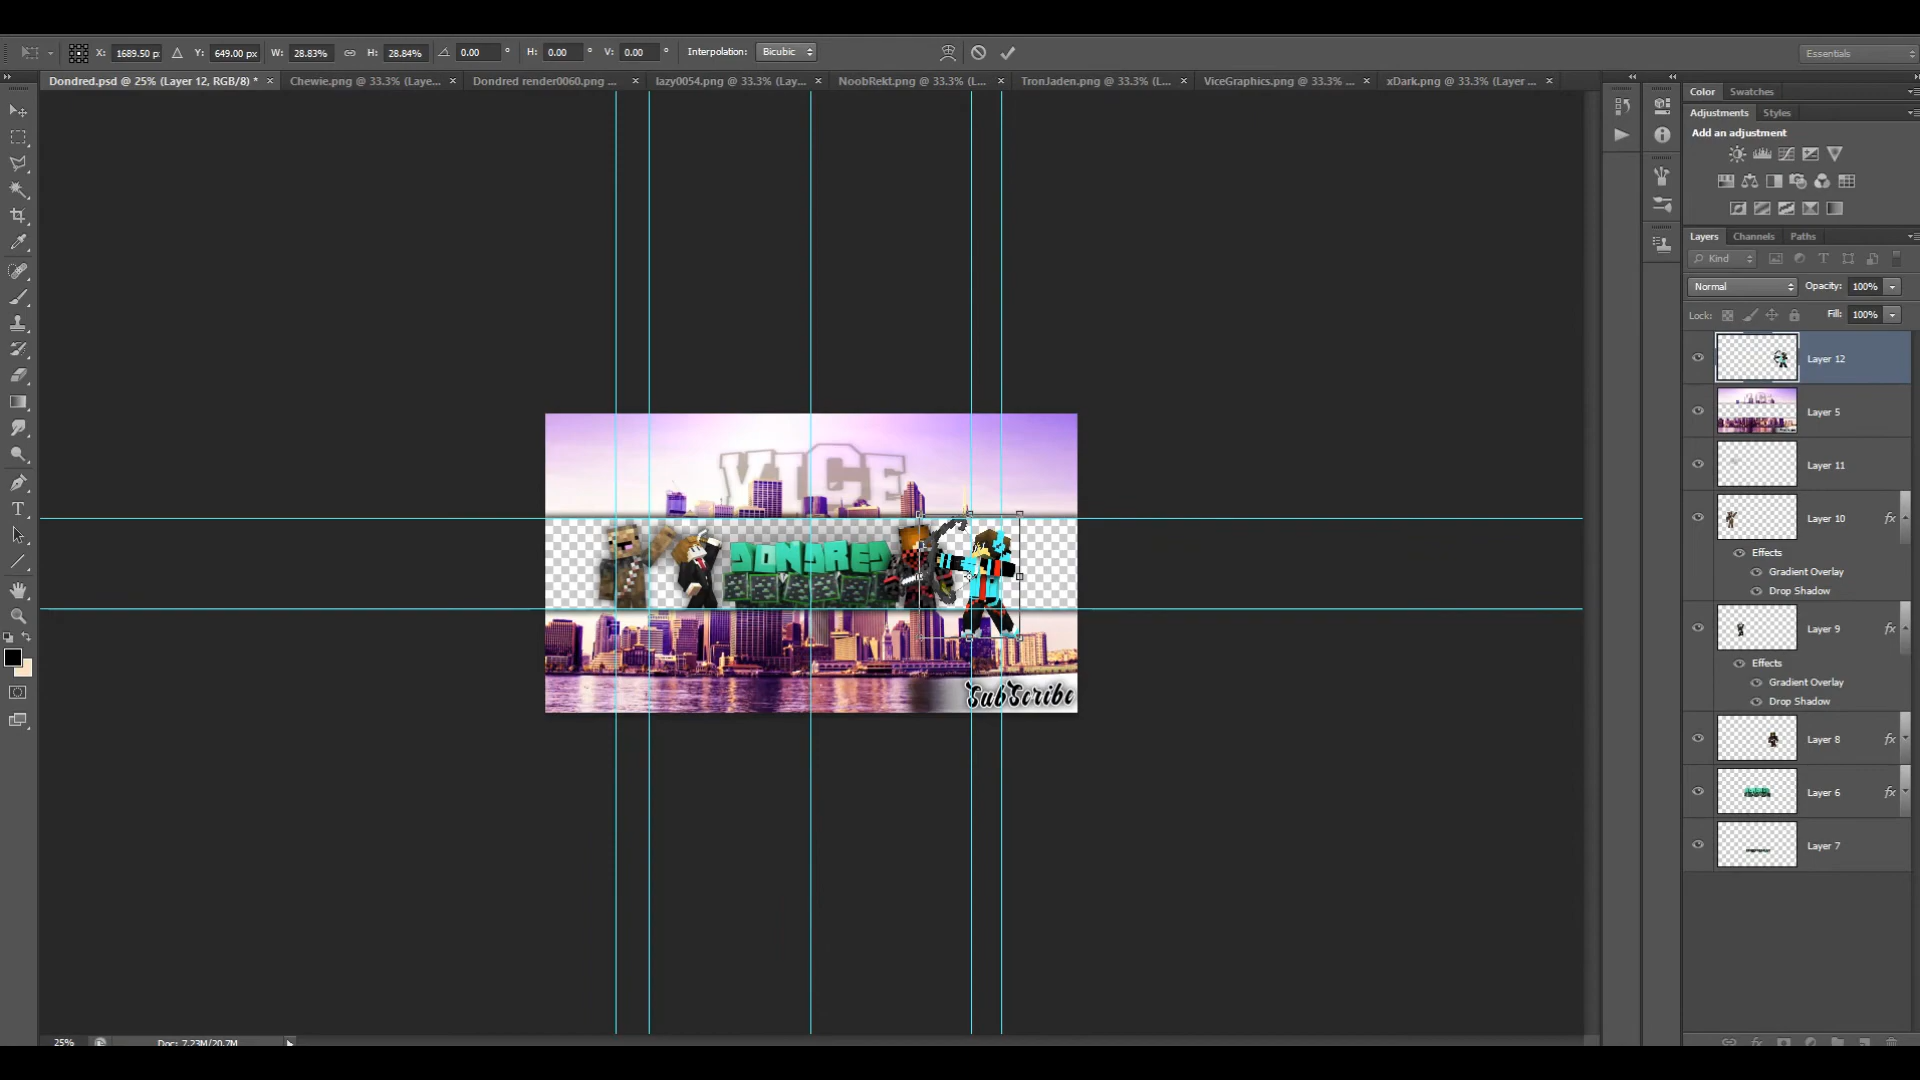 X: 1689.50 p Y: 649.00 px W: 28.83% H: 28.84% 0.00 ° H: 0.00 ° V: 0.00 ° Interpolation: Bicubic Essentials
Dondred.psd @ 25% (Layer 12, RGB/8) * × Chewie.png @ 33.3% (Laye... × Dondred render0060.png ... × lazy0054.png @ 33.3% (Lay... × NoobRekt.png @ 33.3% (L... × TronJaden.png @ 33.3% (L... × ViceGraphics.png @ 33.3% ... × xDark.png @ 33.3% (Layer ... ×
Color Swatches
Adjustments Styles
Add an adjustment
Layers Channels Paths
Kind
Normal Opacity: 100%
Lock: Fill: 100%
Layer 12
Layer 5
Layer 11
Layer 10 fx
Effects
Gradient Overlay
Drop Shadow
Layer 9 fx
Effects
Gradient Overlay
Drop Shadow
Layer 8 fx
Layer 6 fx
Layer 7
VICE
DONDRED
SubScribe
25% Doc: 7.23M/20.7M